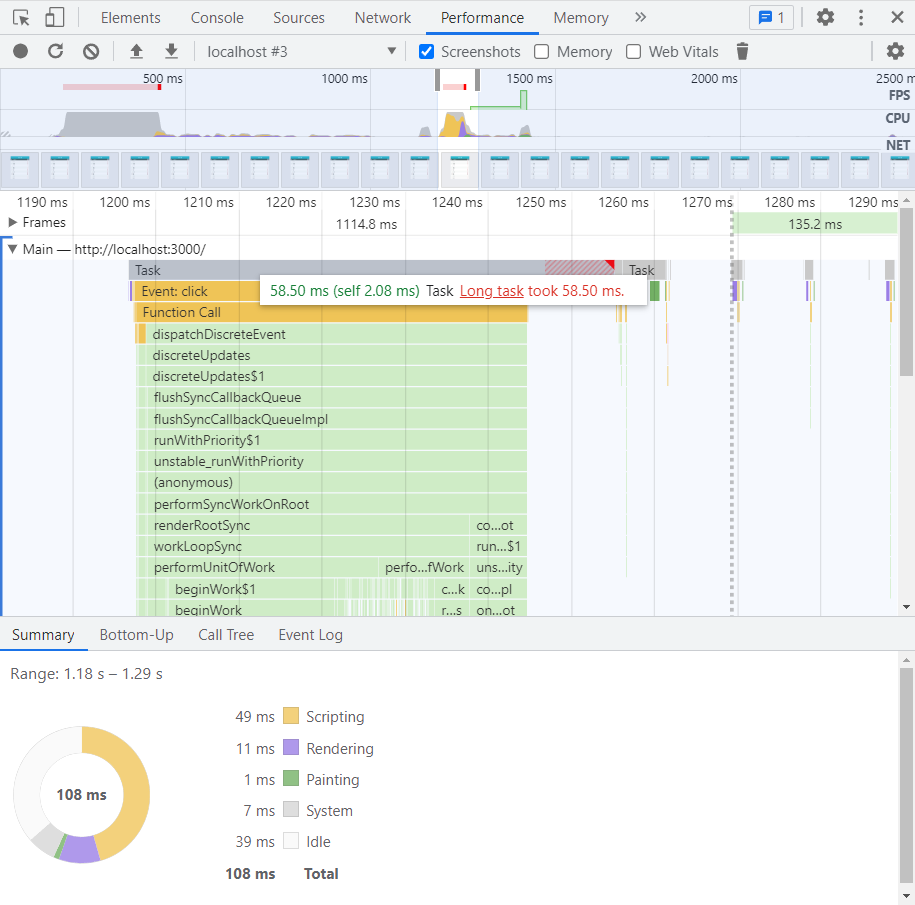 Elements Console Sources Network Performance Memory » 1
localhost #3 Screenshots Memory Web Vitals
500 ms 1000 ms 1500 ms 2000 ms 2500 m
FPS
CPU
NET
1190 ms 1200 ms 1210 ms 1220 ms 1230 ms 1240 ms 1250 ms 1260 ms 1270 ms 1280 ms 1290 ms
Frames 1114.8 ms 135.2 ms
Main — http://localhost:3000/
Task Task
Event: click 58.50 ms (self 2.08 ms) Task Long task took 58.50 ms.
Function Call
dispatchDiscreteEvent
discreteUpdates
discreteUpdates$1
flushSyncCallbackQueue
flushSyncCallbackQueueImpl
runWithPriority$1
unstable_runWithPriority
(anonymous)
performSyncWorkOnRoot
renderRootSync co…ot
workLoopSync run…$1
performUnitOfWork perfo…fWork uns…ity
beginWork$1 c…k co…pl
beginWork r…s on…ot
Summary Bottom-Up Call Tree Event Log
Range: 1.18 s – 1.29 s
49 ms Scripting
11 ms Rendering
108 ms
1 ms Painting
7 ms System
39 ms Idle
108 ms Total